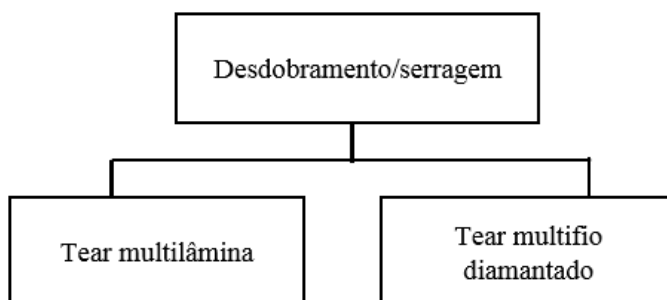 Desdobramento/serragem
Tear multilâmina
Tear multifio
diamantado